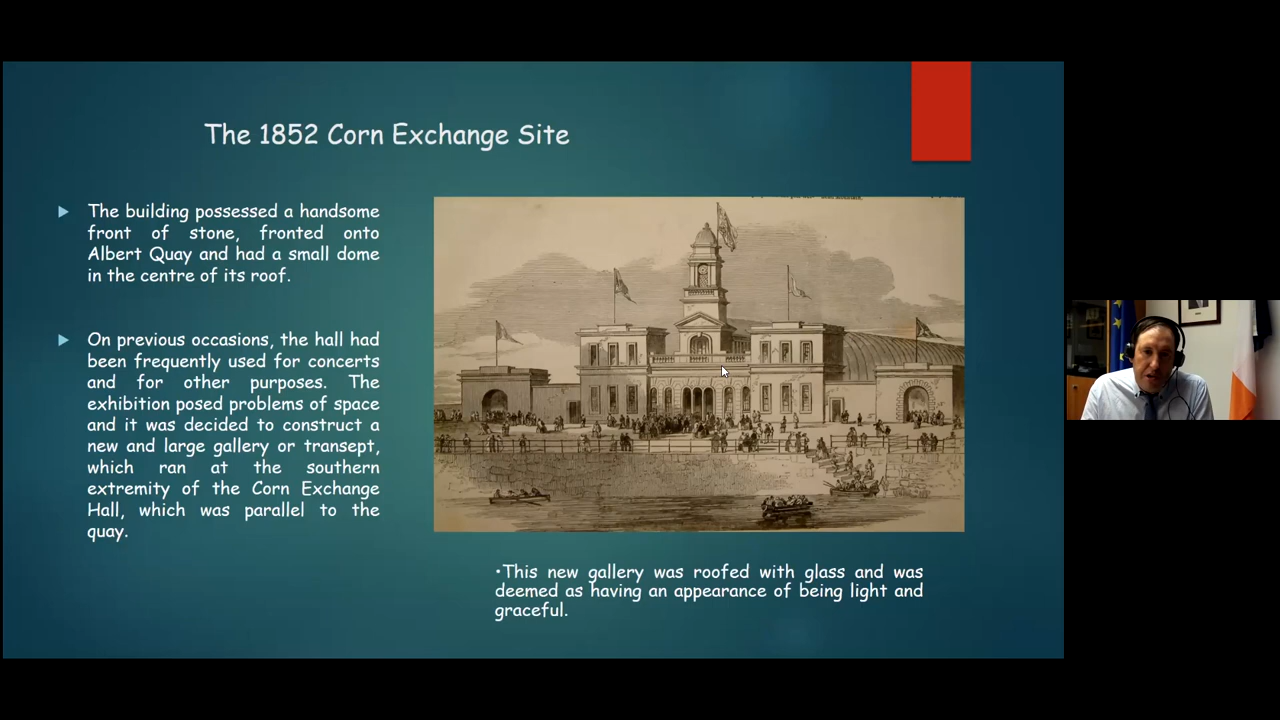 The 1852 Corn Exchange Site
The building possessed a handsome
front of stone, fronted onto
Albert Quay and had a small dome
in the centre of its roof.
On previous occasions, the hall had
been frequently used for concerts
and for other purposes. The
exhibition posed problems of space
and it was decided to construct a
new and large gallery or transept,
which ran at the southern
extremity of the Corn Exchange
Hall, which was parallel to the
quay.
•This new gallery was roofed with glass and was
deemed as having an appearance of being light and
graceful.